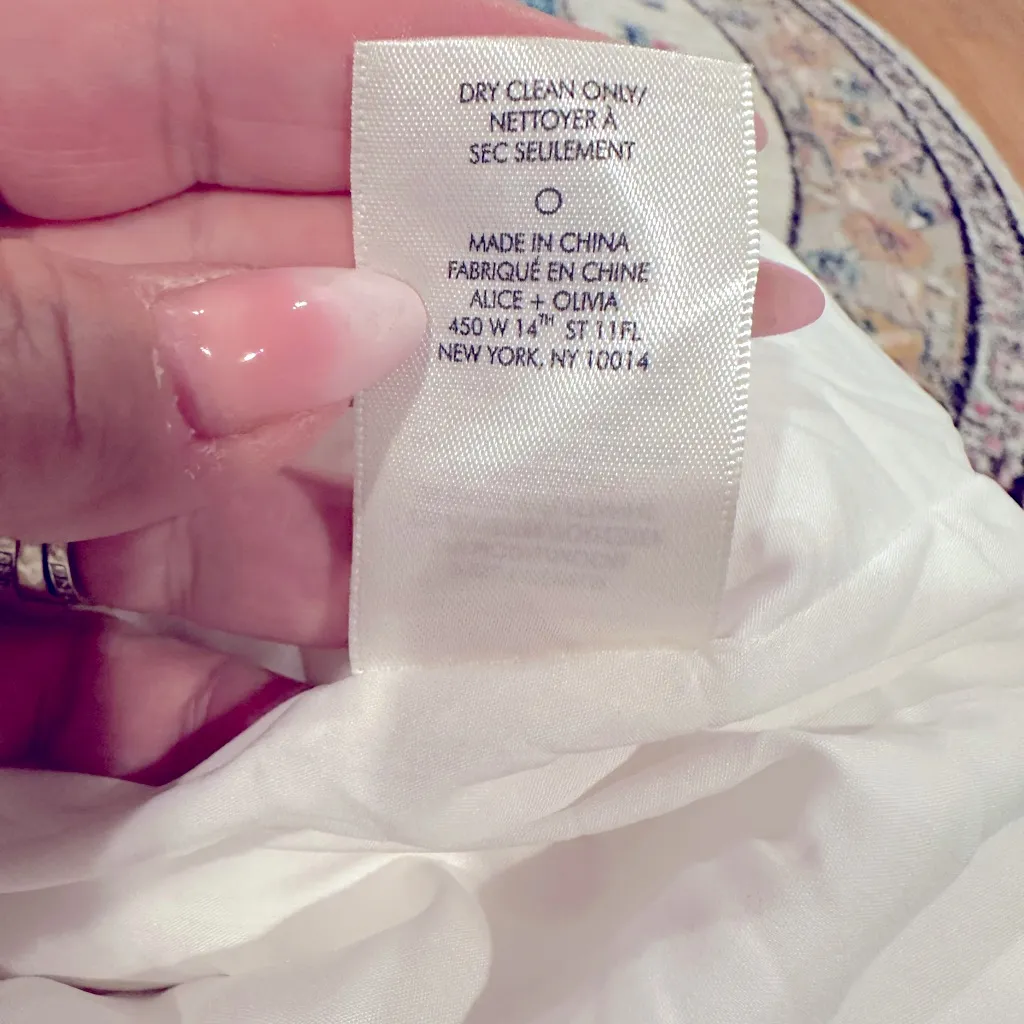 DRY CLEAN ONLY/
NETTOYER À
SEC SEULEMENT
MADE IN CHINA
FABRIQUÉ EN CHINE
ALICE + OLIVIA
450 W 14TH ST 11FL
NEW YORK, NY 10014